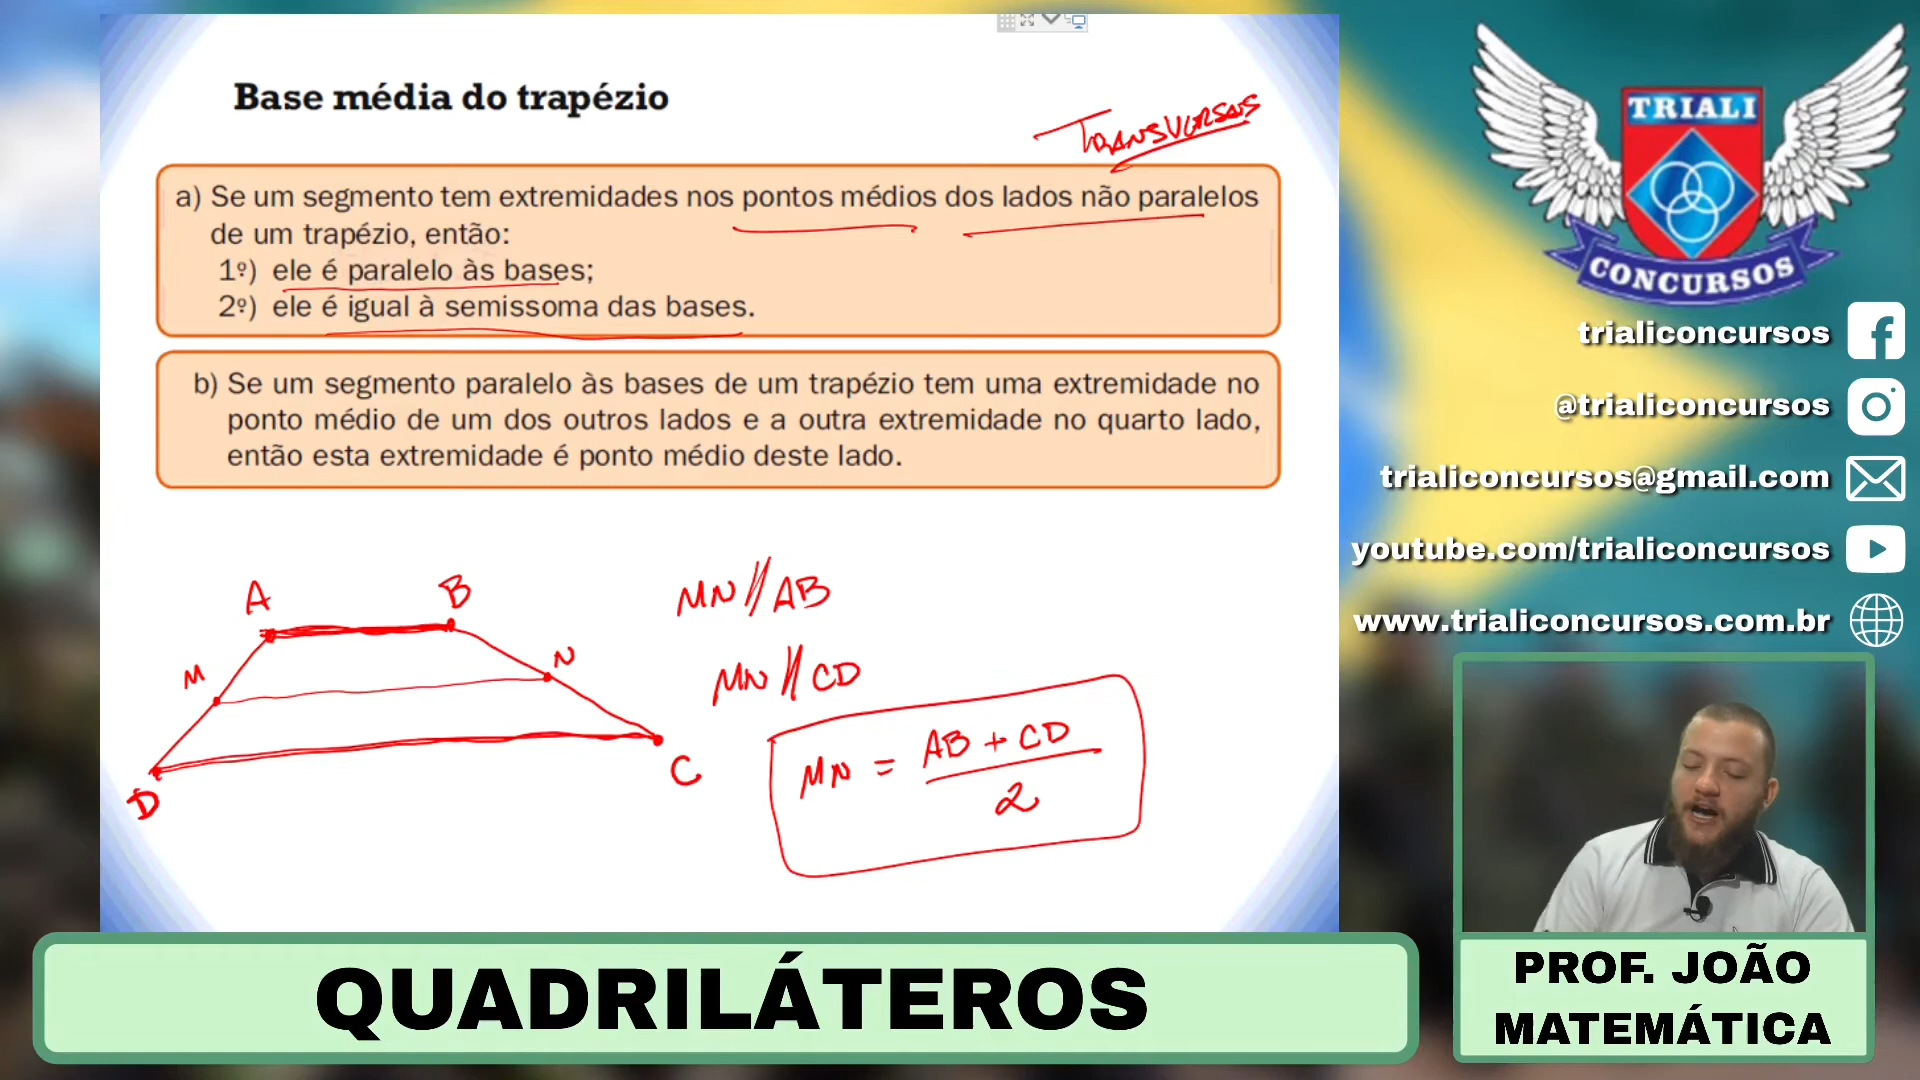 Base média do trapézio
TRANSVERSAIS
a) Se um segmento tem extremidades nos pontos médios dos lados não paralelos
de um trapézio, então:
1º) ele é paralelo às bases;
2º) ele é igual à semissoma das bases.
b) Se um segmento paralelo às bases de um trapézio tem uma extremidade no
ponto médio de um dos outros lados e a outra extremidade no quarto lado,
então esta extremidade é ponto médio deste lado.
A
B
M
N
D
C
MN // AB
MN // CD
MN = AB + CD
2
TRIALI
CONCURSOS
trialiconcursos
@trialiconcursos
trialiconcursos@gmail.com
youtube.com/trialiconcursos
www.trialiconcursos.com.br
QUADRILÁTEROS
PROF. JOÃO
MATEMÁTICA